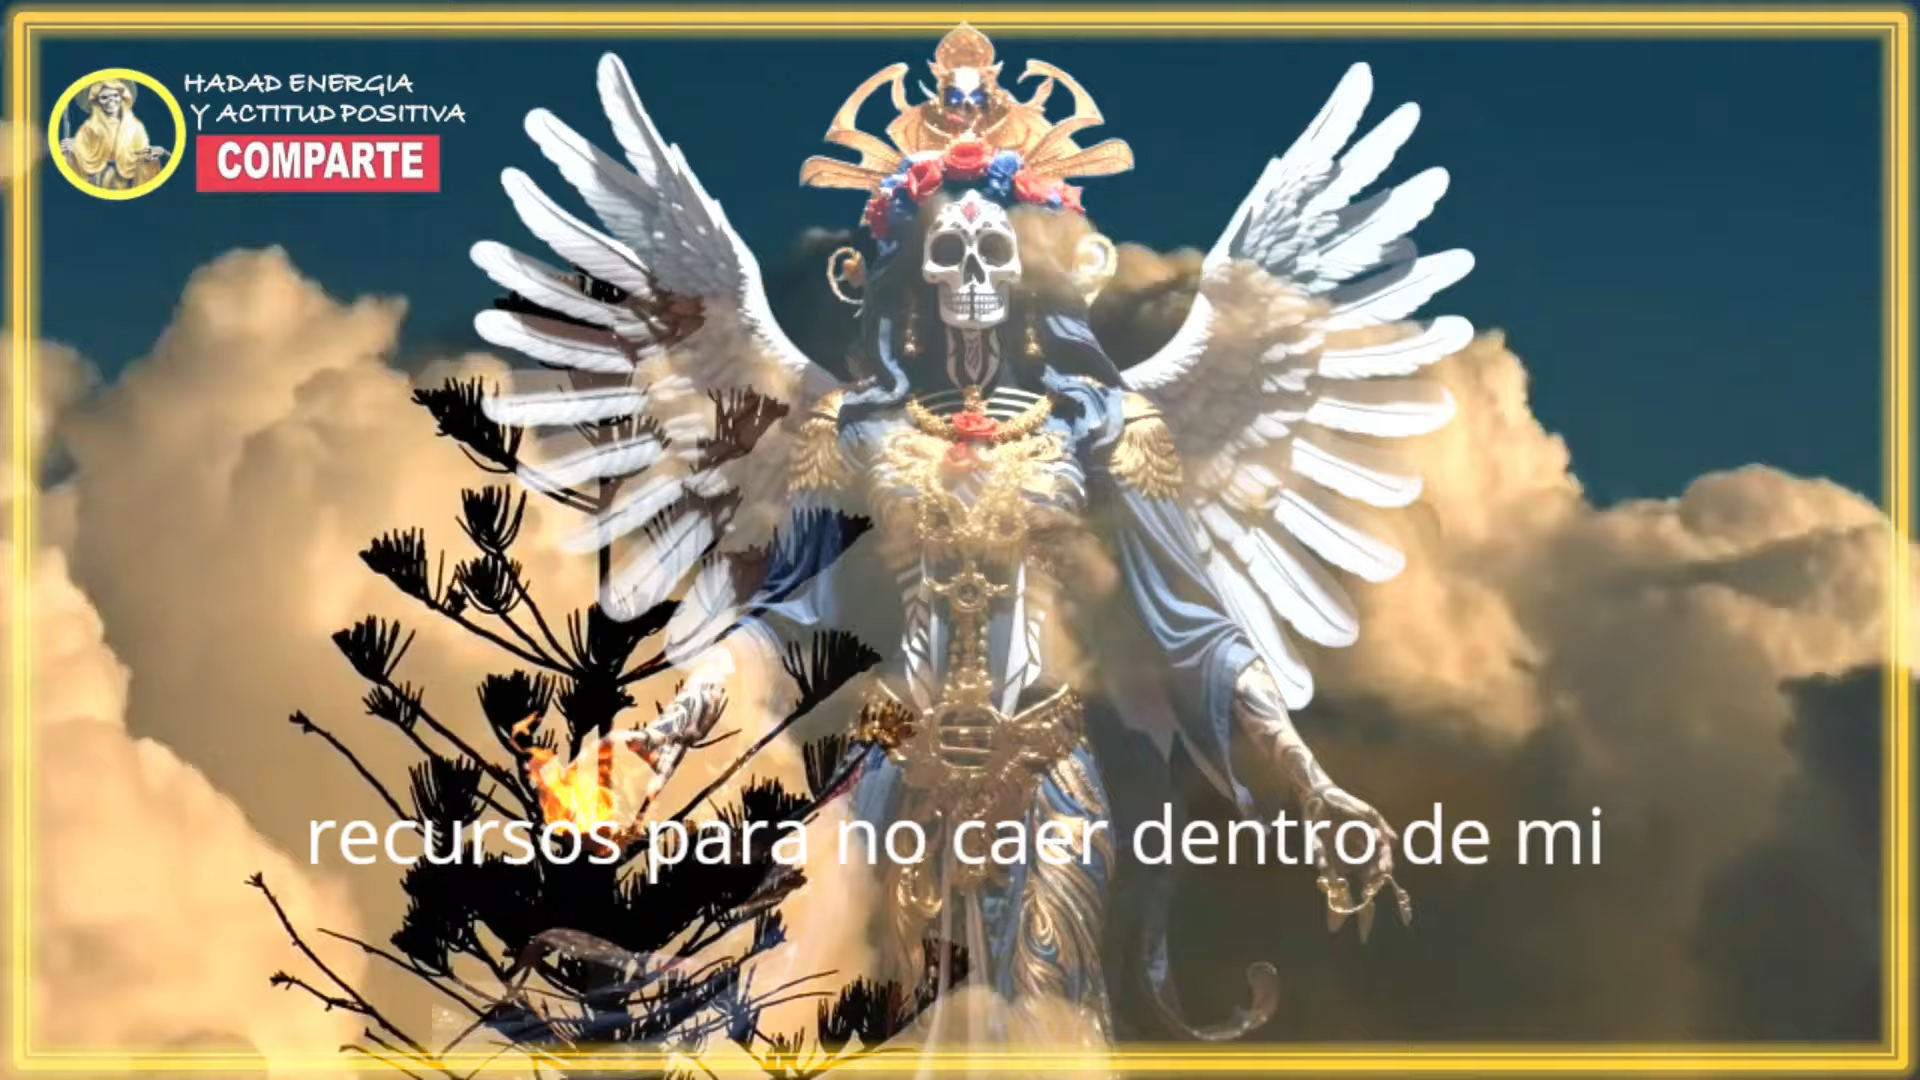 HADAD ENERGIA
Y ACTITUD POSITIVA
COMPARTE
recursos para no caer dentro de mi